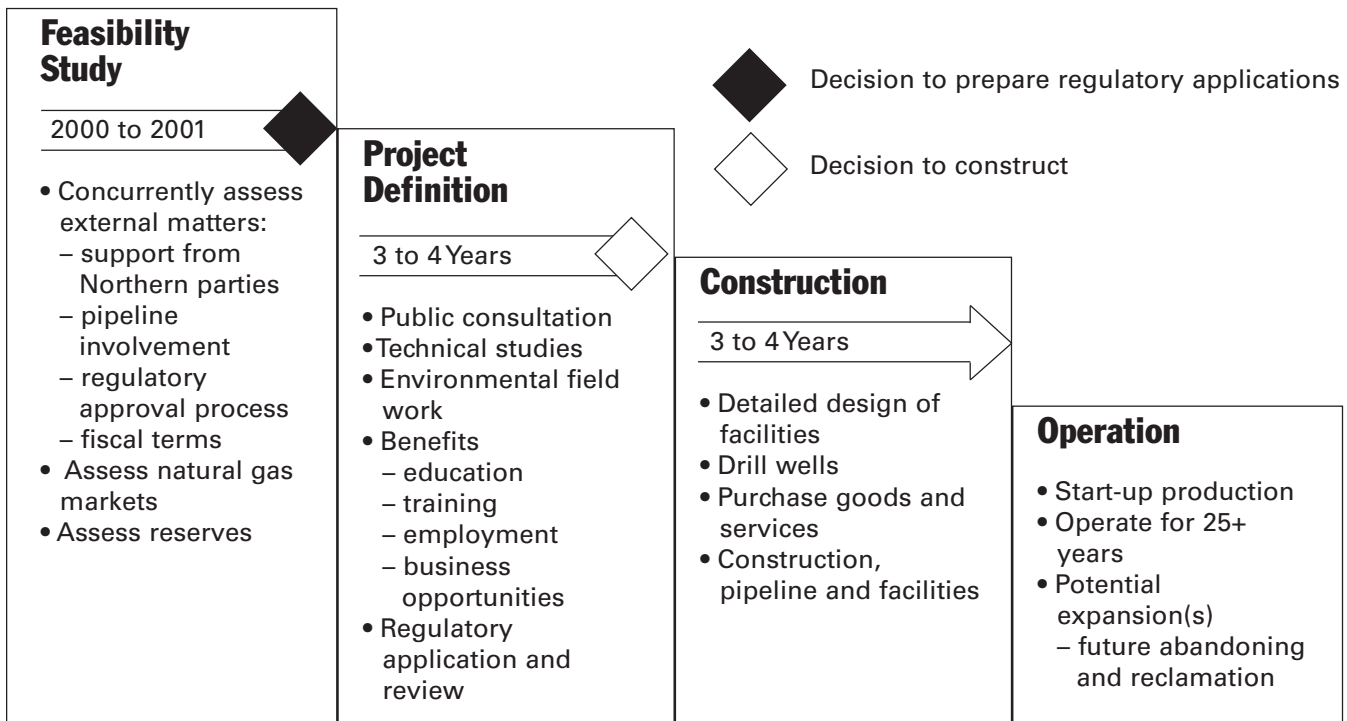 Feasibility
Study
2000 to 2001
• Concurrently assess
external matters:
– support from
Northern parties
– pipeline
involvement
– regulatory
approval process
– fiscal terms
• Assess natural gas
markets
• Assess reserves
Project
Definition
3 to 4 Years
• Public consultation
• Technical studies
• Environmental field
work
• Benefits
– education
– training
– employment
– business
opportunities
• Regulatory
application and
review
Construction
3 to 4 Years
• Detailed design of
facilities
• Drill wells
• Purchase goods and
services
• Construction,
pipeline and facilities
Operation
• Start-up production
• Operate for 25+
years
• Potential
expansion(s)
– future abandoning
and reclamation
Decision to prepare regulatory applications
Decision to construct